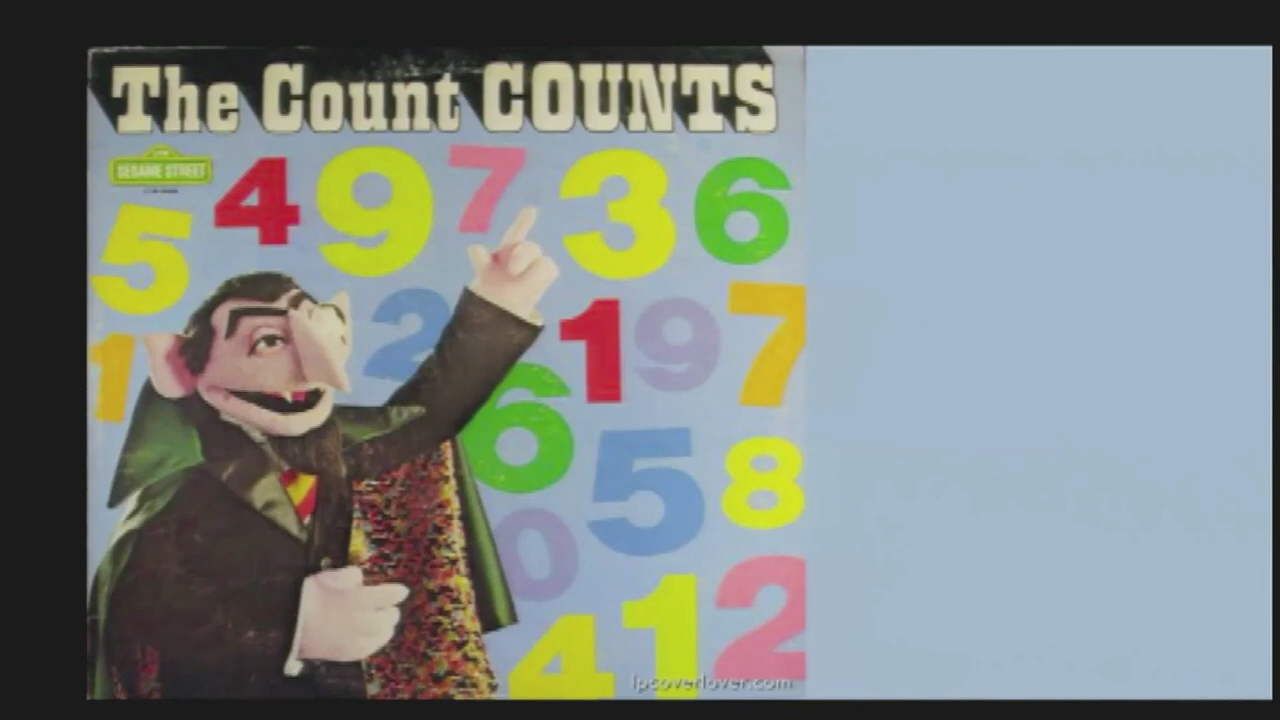 The Count COUNTS
SESAME STREET
4 9 7 3 6
5
1 2 1 9 7
6 5 8
0
4 1 2
lpcoverlover.com